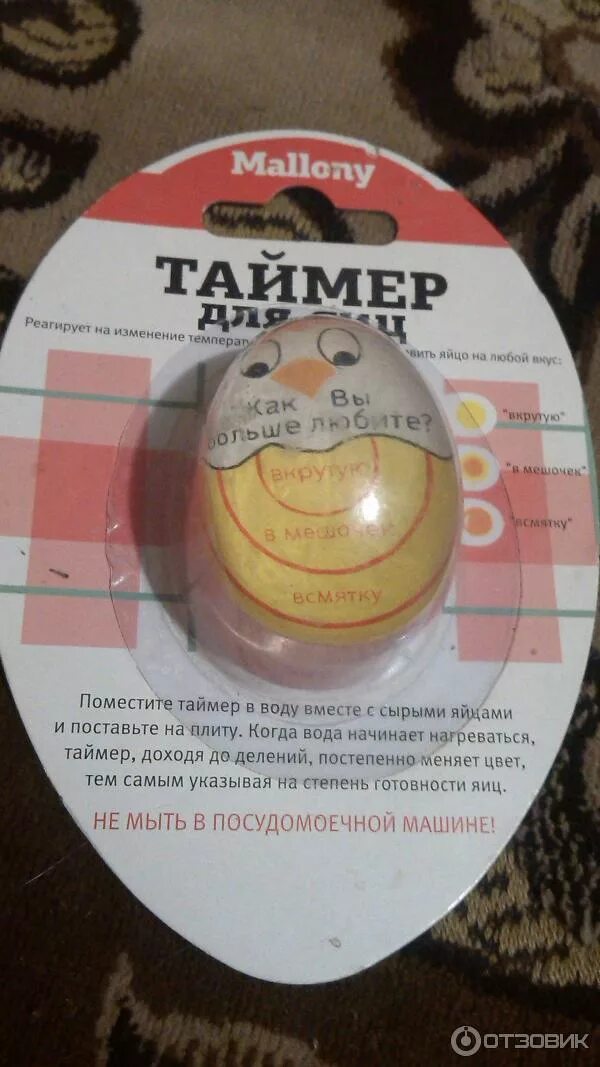 Mallony
ТАЙМЕР
для яиц
Реагирует на изменение яйцо на любой вкус:
Как Вы
больше любите?
вкрутую
в мешочек
всмятку
"вкрутую"
"в мешочек"
"всмятку"
Поместите таймер в воду вместе с сырыми яйцами
и поставьте на плиту. Когда вода начинает нагреваться,
таймер, доходя до делений, постепенно меняет цвет,
тем самым указывая на степень готовности яиц.
НЕ МЫТЬ В ПОСУДОМОЕЧНОЙ МАШИНЕ!
ОТЗОВИК